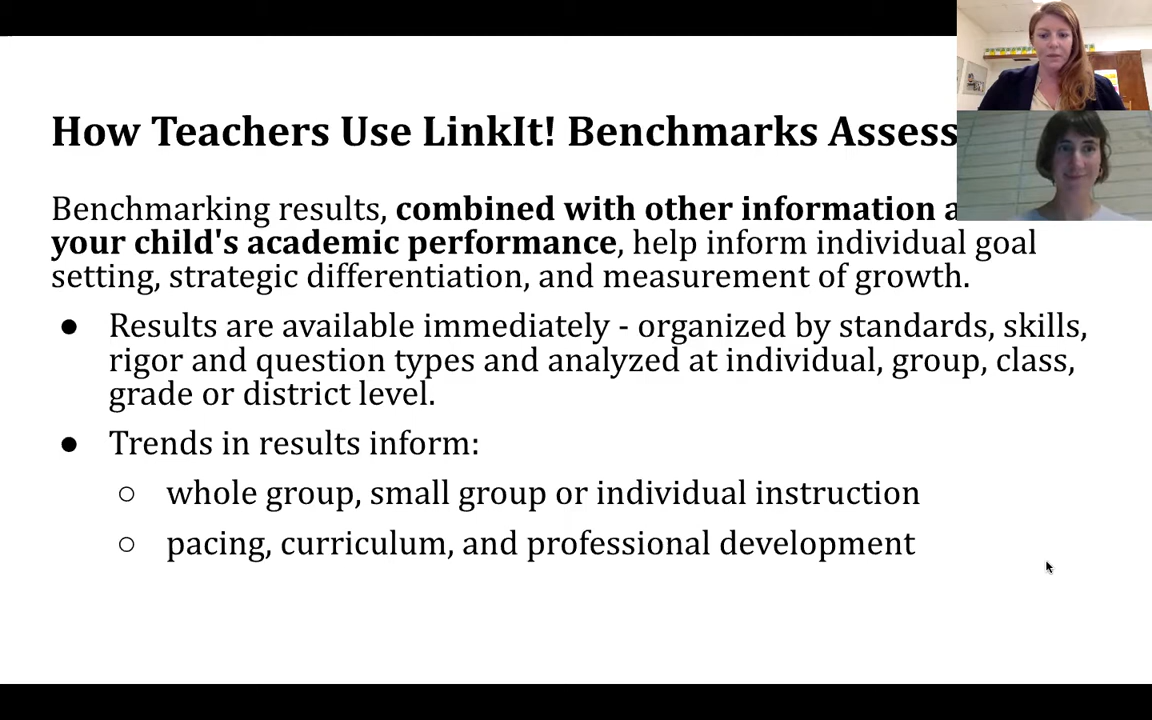 How Teachers Use LinkIt! Benchmarks Assess
Benchmarking results, combined with other information a
your child's academic performance, help inform individual goal
setting, strategic differentiation, and measurement of growth.
● Results are available immediately - organized by standards, skills,
rigor and question types and analyzed at individual, group, class,
grade or district level.
● Trends in results inform:
○ whole group, small group or individual instruction
○ pacing, curriculum, and professional development